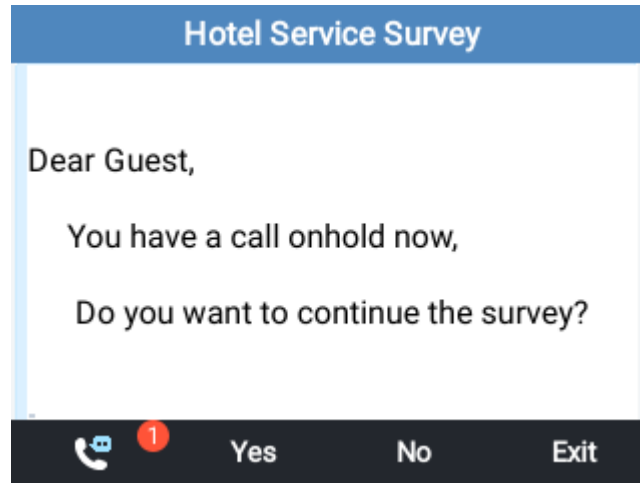 Hotel Service Survey
Dear Guest,
You have a call onhold now,
Do you want to continue the survey?
1 Yes No Exit